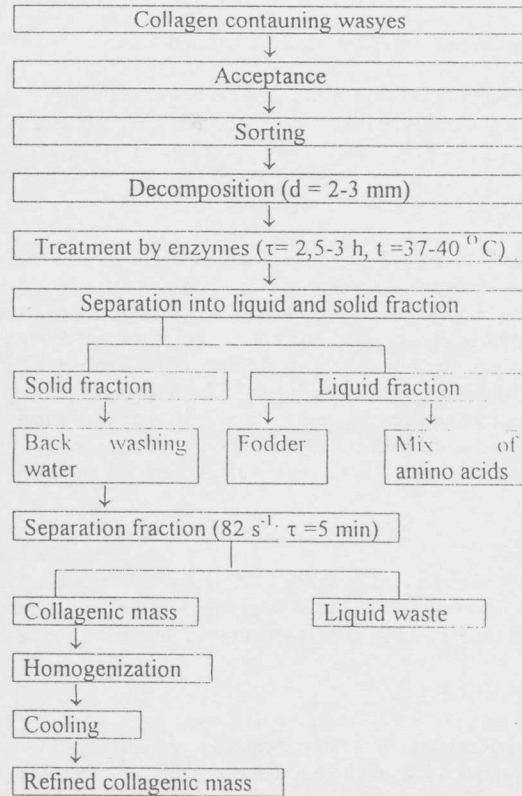 Collagen contauning wasyes
Acceptance
Sorting
Decomposition (d = 2-3 mm)
Treatment by enzymes (τ= 2,5-3 h, t =37-40 ⁰ C)
Separation into liquid and solid fraction
Solid fraction
Liquid fraction
Back washing
water
Fodder
Mix of
amino acids
Separation fraction (82 s⁻¹· τ =5 min)
Collagenic mass
Liquid waste
Homogenization
Cooling
Refined collagenic mass